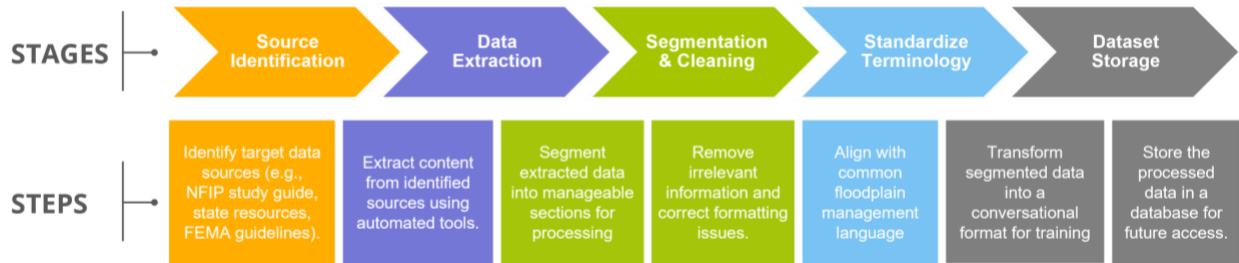 STAGES
Source
Identification
Data
Extraction
Segmentation
& Cleaning
Standardize
Terminology
Dataset
Storage
STEPS
Identify target data
sources (e.g.,
NFIP study guide,
state resources,
FEMA guidelines).
Extract content
from identified
sources using
automated tools.
Segment
extracted data
into manageable
sections for
processing
Remove
irrelevant
information and
correct formatting
issues.
Align with
common
floodplain
management
language
Transform
segmented data
into a
conversational
format for training
Store the
processed
data in a
database for
future access.